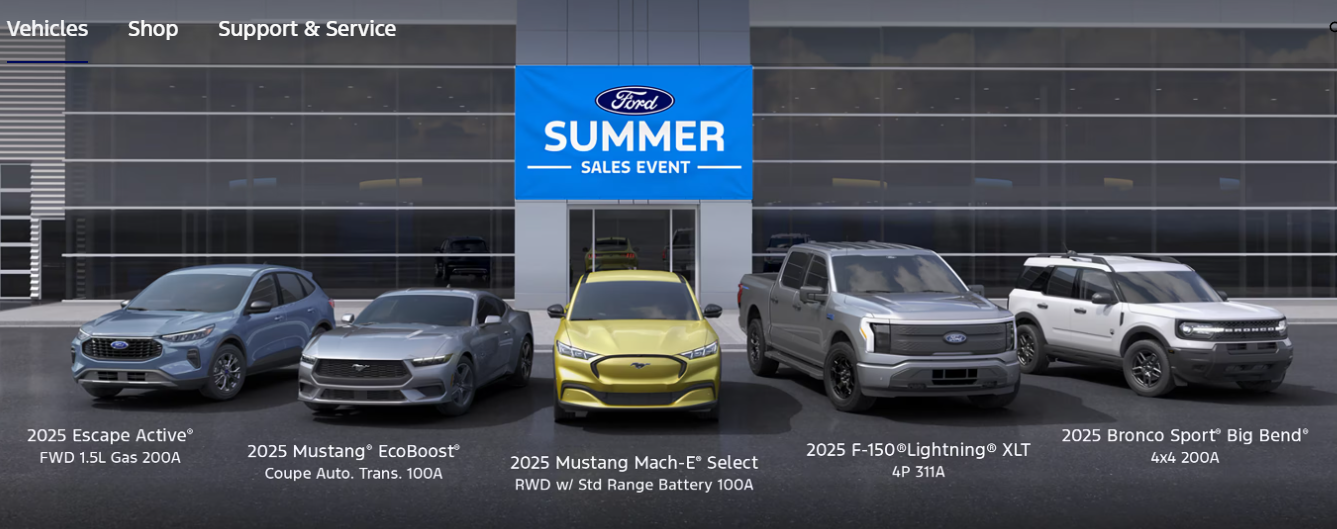 Vehicles Shop Support & Service
Ford
SUMMER
SALES EVENT
BRONCO
2025 Escape Active®
FWD 1.5L Gas 200A
2025 Mustang® EcoBoost®
Coupe Auto. Trans. 100A
2025 Mustang Mach-E® Select
RWD w/ Std Range Battery 100A
2025 F-150®Lightning® XLT
4P 311A
2025 Bronco Sport® Big Bend®
4x4 200A